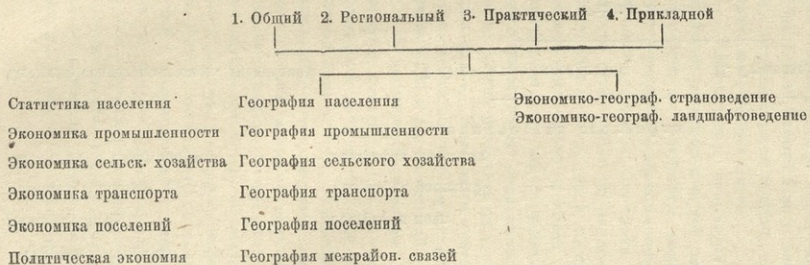 1. Общий 2. Региональный 3. Практический 4. Прикладной
Статистика населения География населения Экономико-географ. страноведение
Экономико-географ. ландшафтоведение
Экономика промышленности География промышленности
Экономика сельск. хозяйства География сельского хозяйства
Экономика транспорта География транспорта
Экономика поселений География поселений
Политическая экономия География межрайон. связей